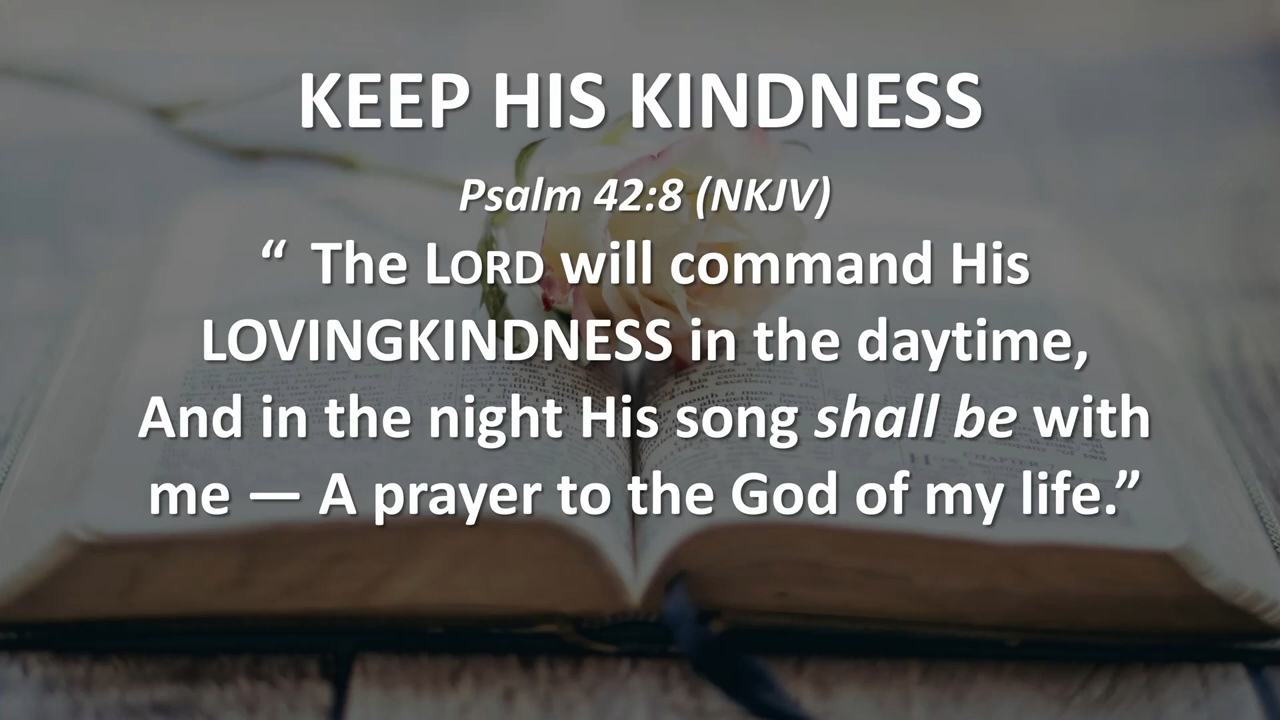 KEEP HIS KINDNESS
Psalm 42:8 (NKJV)
“ The LORD will command His
LOVINGKINDNESS in the daytime,
And in the night His song shall be with
me — A prayer to the God of my life.”